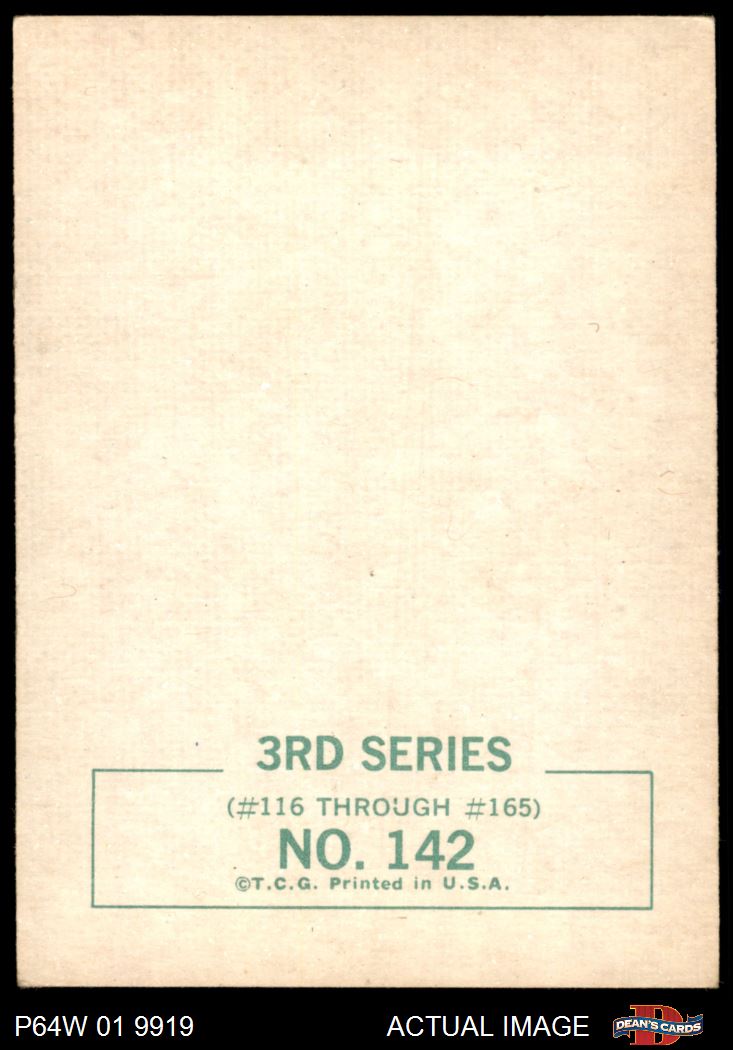 3RD SERIES
(#116 THROUGH #165)
NO. 142
©T.C.G. Printed in U.S.A.
P64W 01 9919
ACTUAL IMAGE
D
DEAN'S CARDS